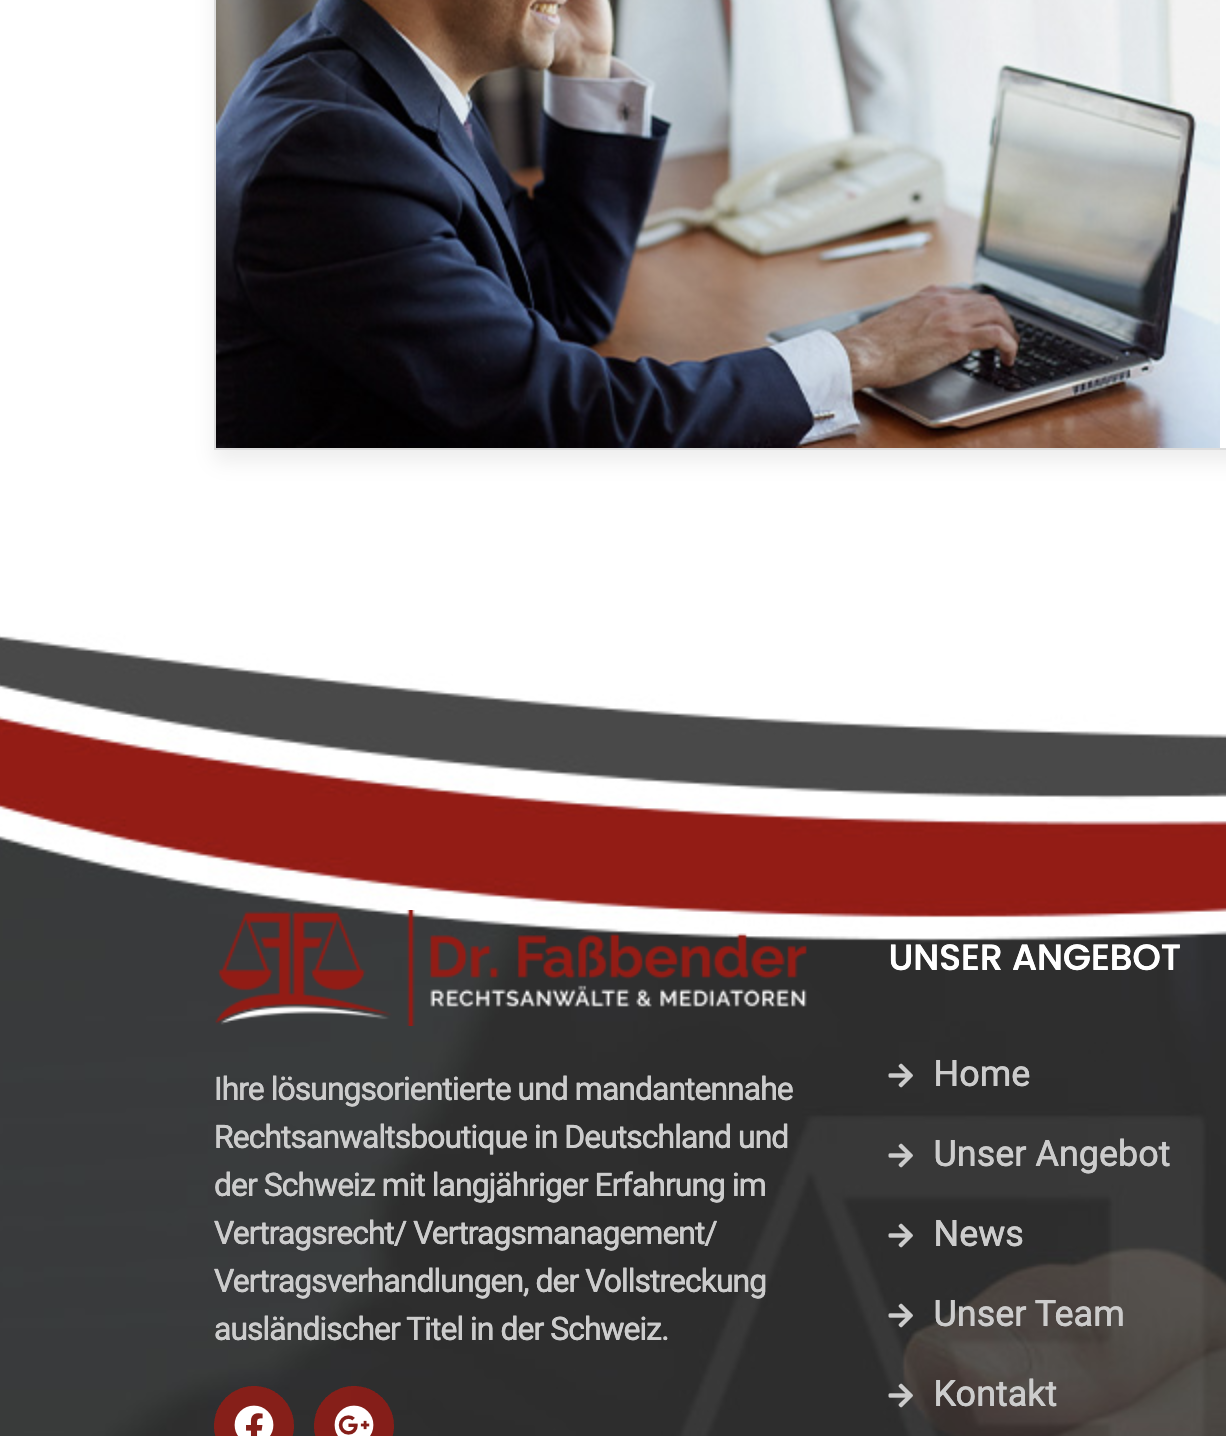 Dr. Faßbender
RECHTSANWÄLTE & MEDIATOREN
Ihre lösungsorientierte und mandantennahe
Rechtsanwaltsboutique in Deutschland und
der Schweiz mit langjähriger Erfahrung im
Vertragsrecht/ Vertragsmanagement/
Vertragsverhandlungen, der Vollstreckung
ausländischer Titel in der Schweiz.
UNSER ANGEBOT
Home
Unser Angebot
News
Unser Team
Kontakt